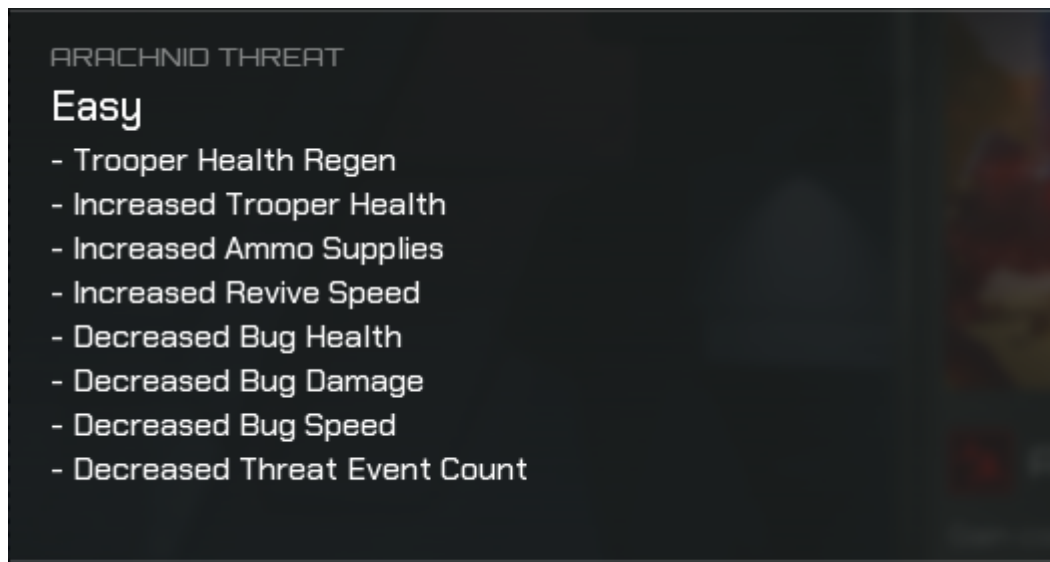 ARACHNID THREAT
Easy
- Trooper Health Regen
- Increased Trooper Health
- Increased Ammo Supplies
- Increased Revive Speed
- Decreased Bug Health
- Decreased Bug Damage
- Decreased Bug Speed
- Decreased Threat Event Count